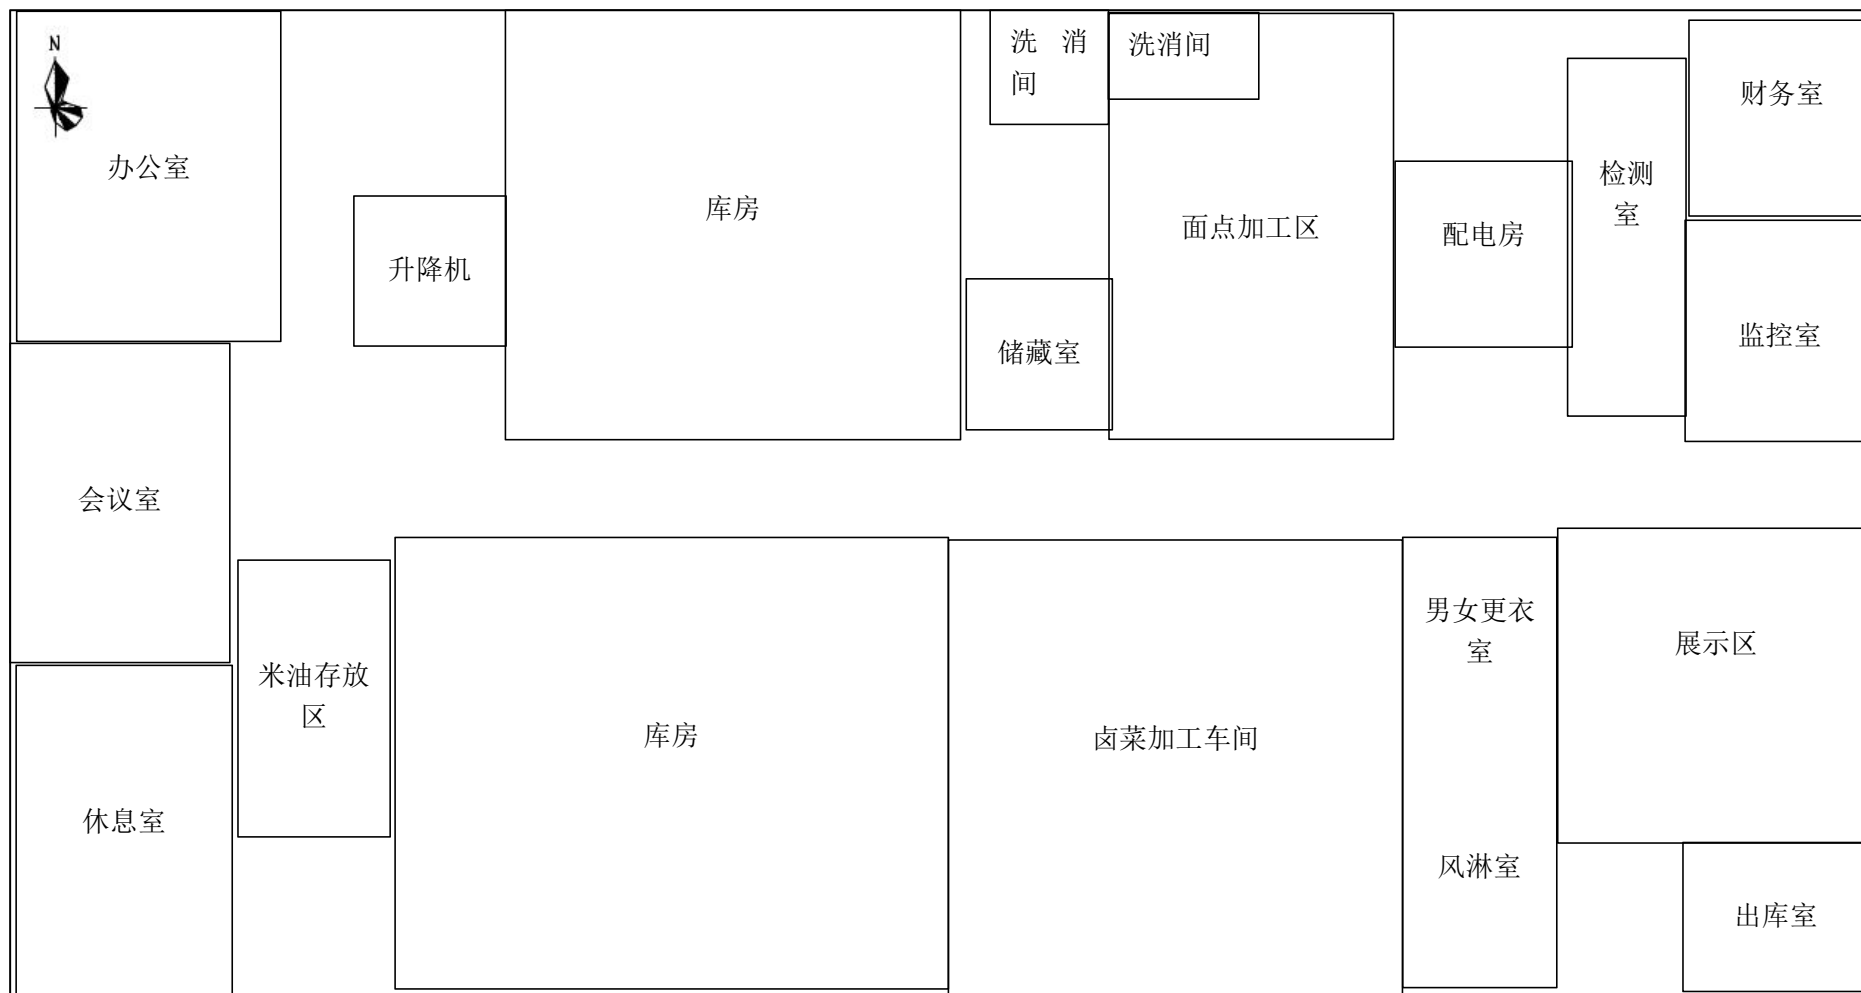 N
办公室
升降机
库房
洗 消
间
洗消间
储藏室
面点加工区
配电房
检测
室
财务室
监控室
会议室
休息室
米油存放
区
库房
卤菜加工车间
男女更衣
室
风淋室
展示区
出库室